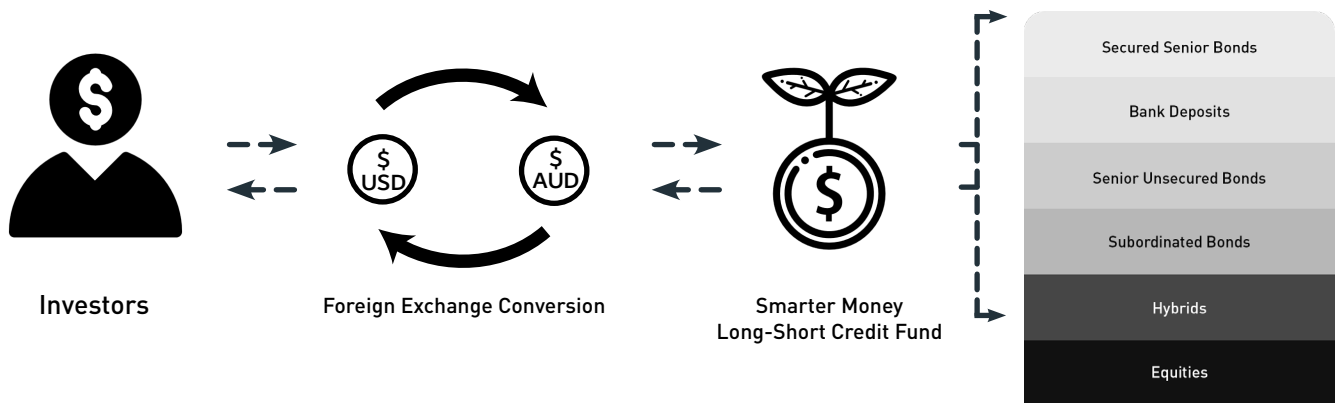 $
$
USD
$
AUD
$
Investors
Foreign Exchange Conversion
Smarter Money
Long-Short Credit Fund
Secured Senior Bonds
Bank Deposits
Senior Unsecured Bonds
Subordinated Bonds
Hybrids
Equities